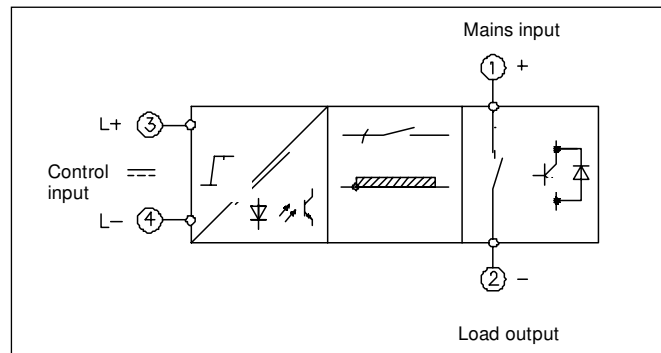 Mains input
1 +
L+ 3
Control
input
L– 4
2 –
Load output